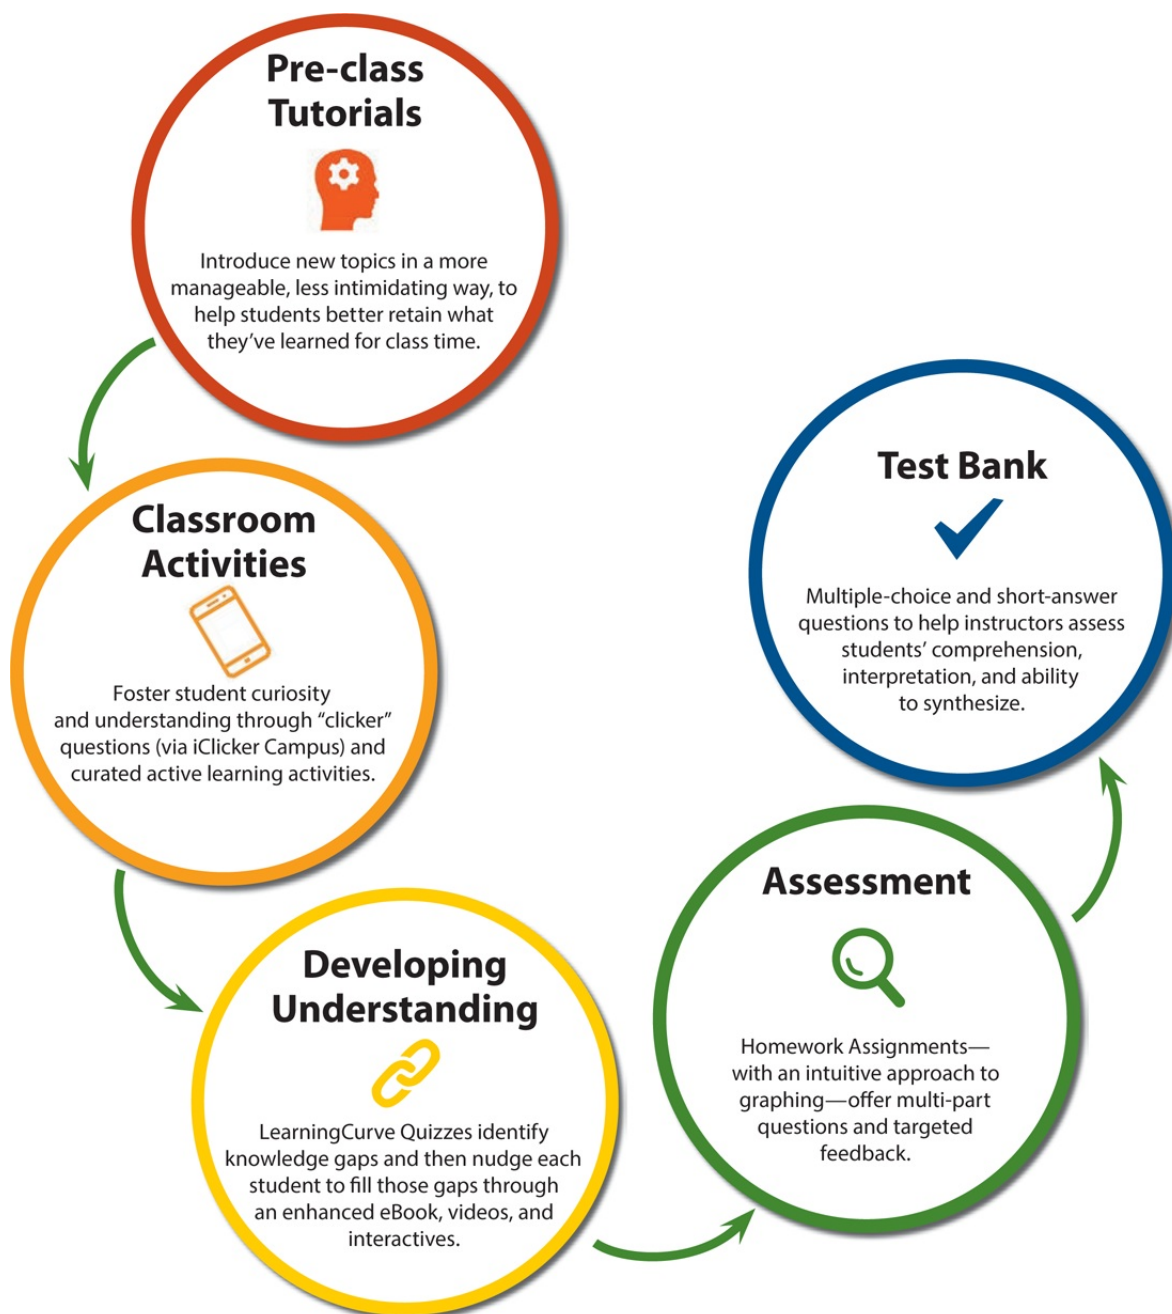 Pre-class
Tutorials
Introduce new topics in a more
manageable, less intimidating way, to
help students better retain what
they’ve learned for class time.
Classroom
Activities
Foster student curiosity
and understanding through “clicker”
questions (via iClicker Campus) and
curated active learning activities.
Developing
Understanding
LearningCurve Quizzes identify
knowledge gaps and then nudge each
student to fill those gaps through
an enhanced eBook, videos, and
interactives.
Assessment
Homework Assignments—
with an intuitive approach to
graphing—offer multi-part
questions and targeted
feedback.
Test Bank
Multiple-choice and short-answer
questions to help instructors assess
students’ comprehension,
interpretation, and ability
to synthesize.